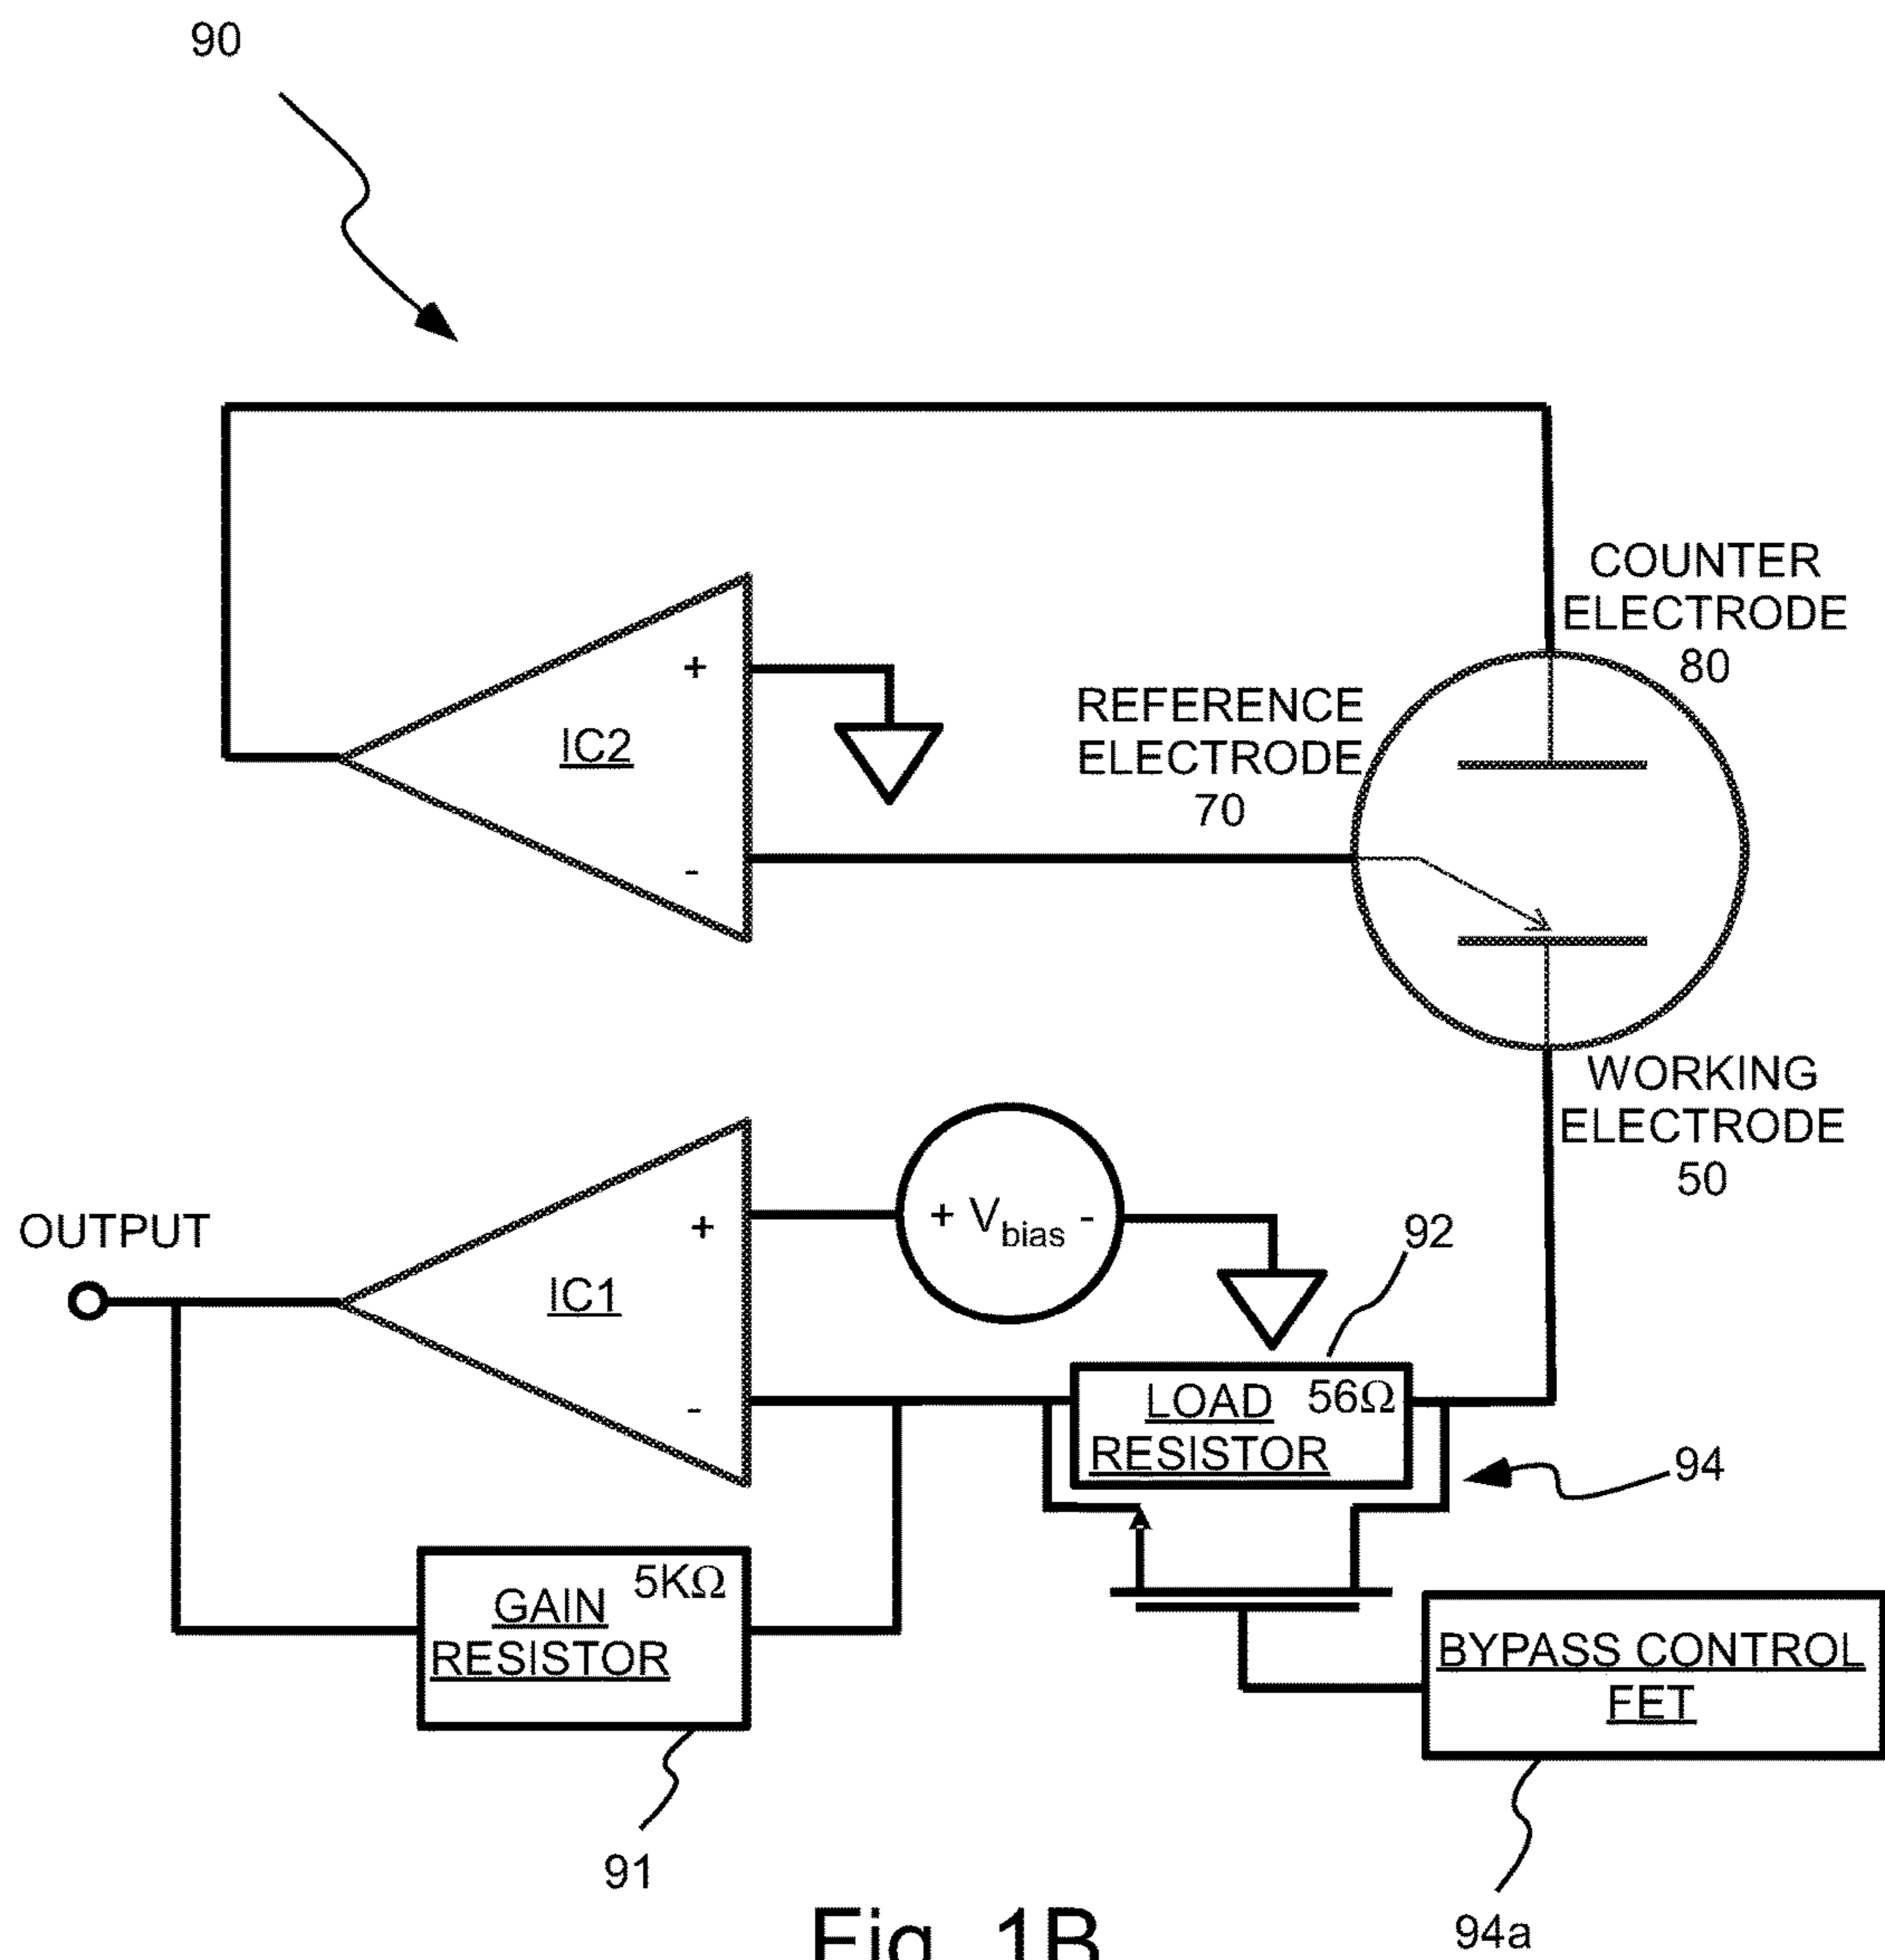 90
COUNTER
ELECTRODE
80
REFERENCE
ELECTRODE
70
+
IC2
-
WORKING
ELECTRODE
50
OUTPUT
+
IC1
-
+ Vbias -
92
LOAD 56Ω
RESISTOR
94
5KΩ
GAIN
RESISTOR
BYPASS CONTROL
FET
91
94a
Fig. 1B